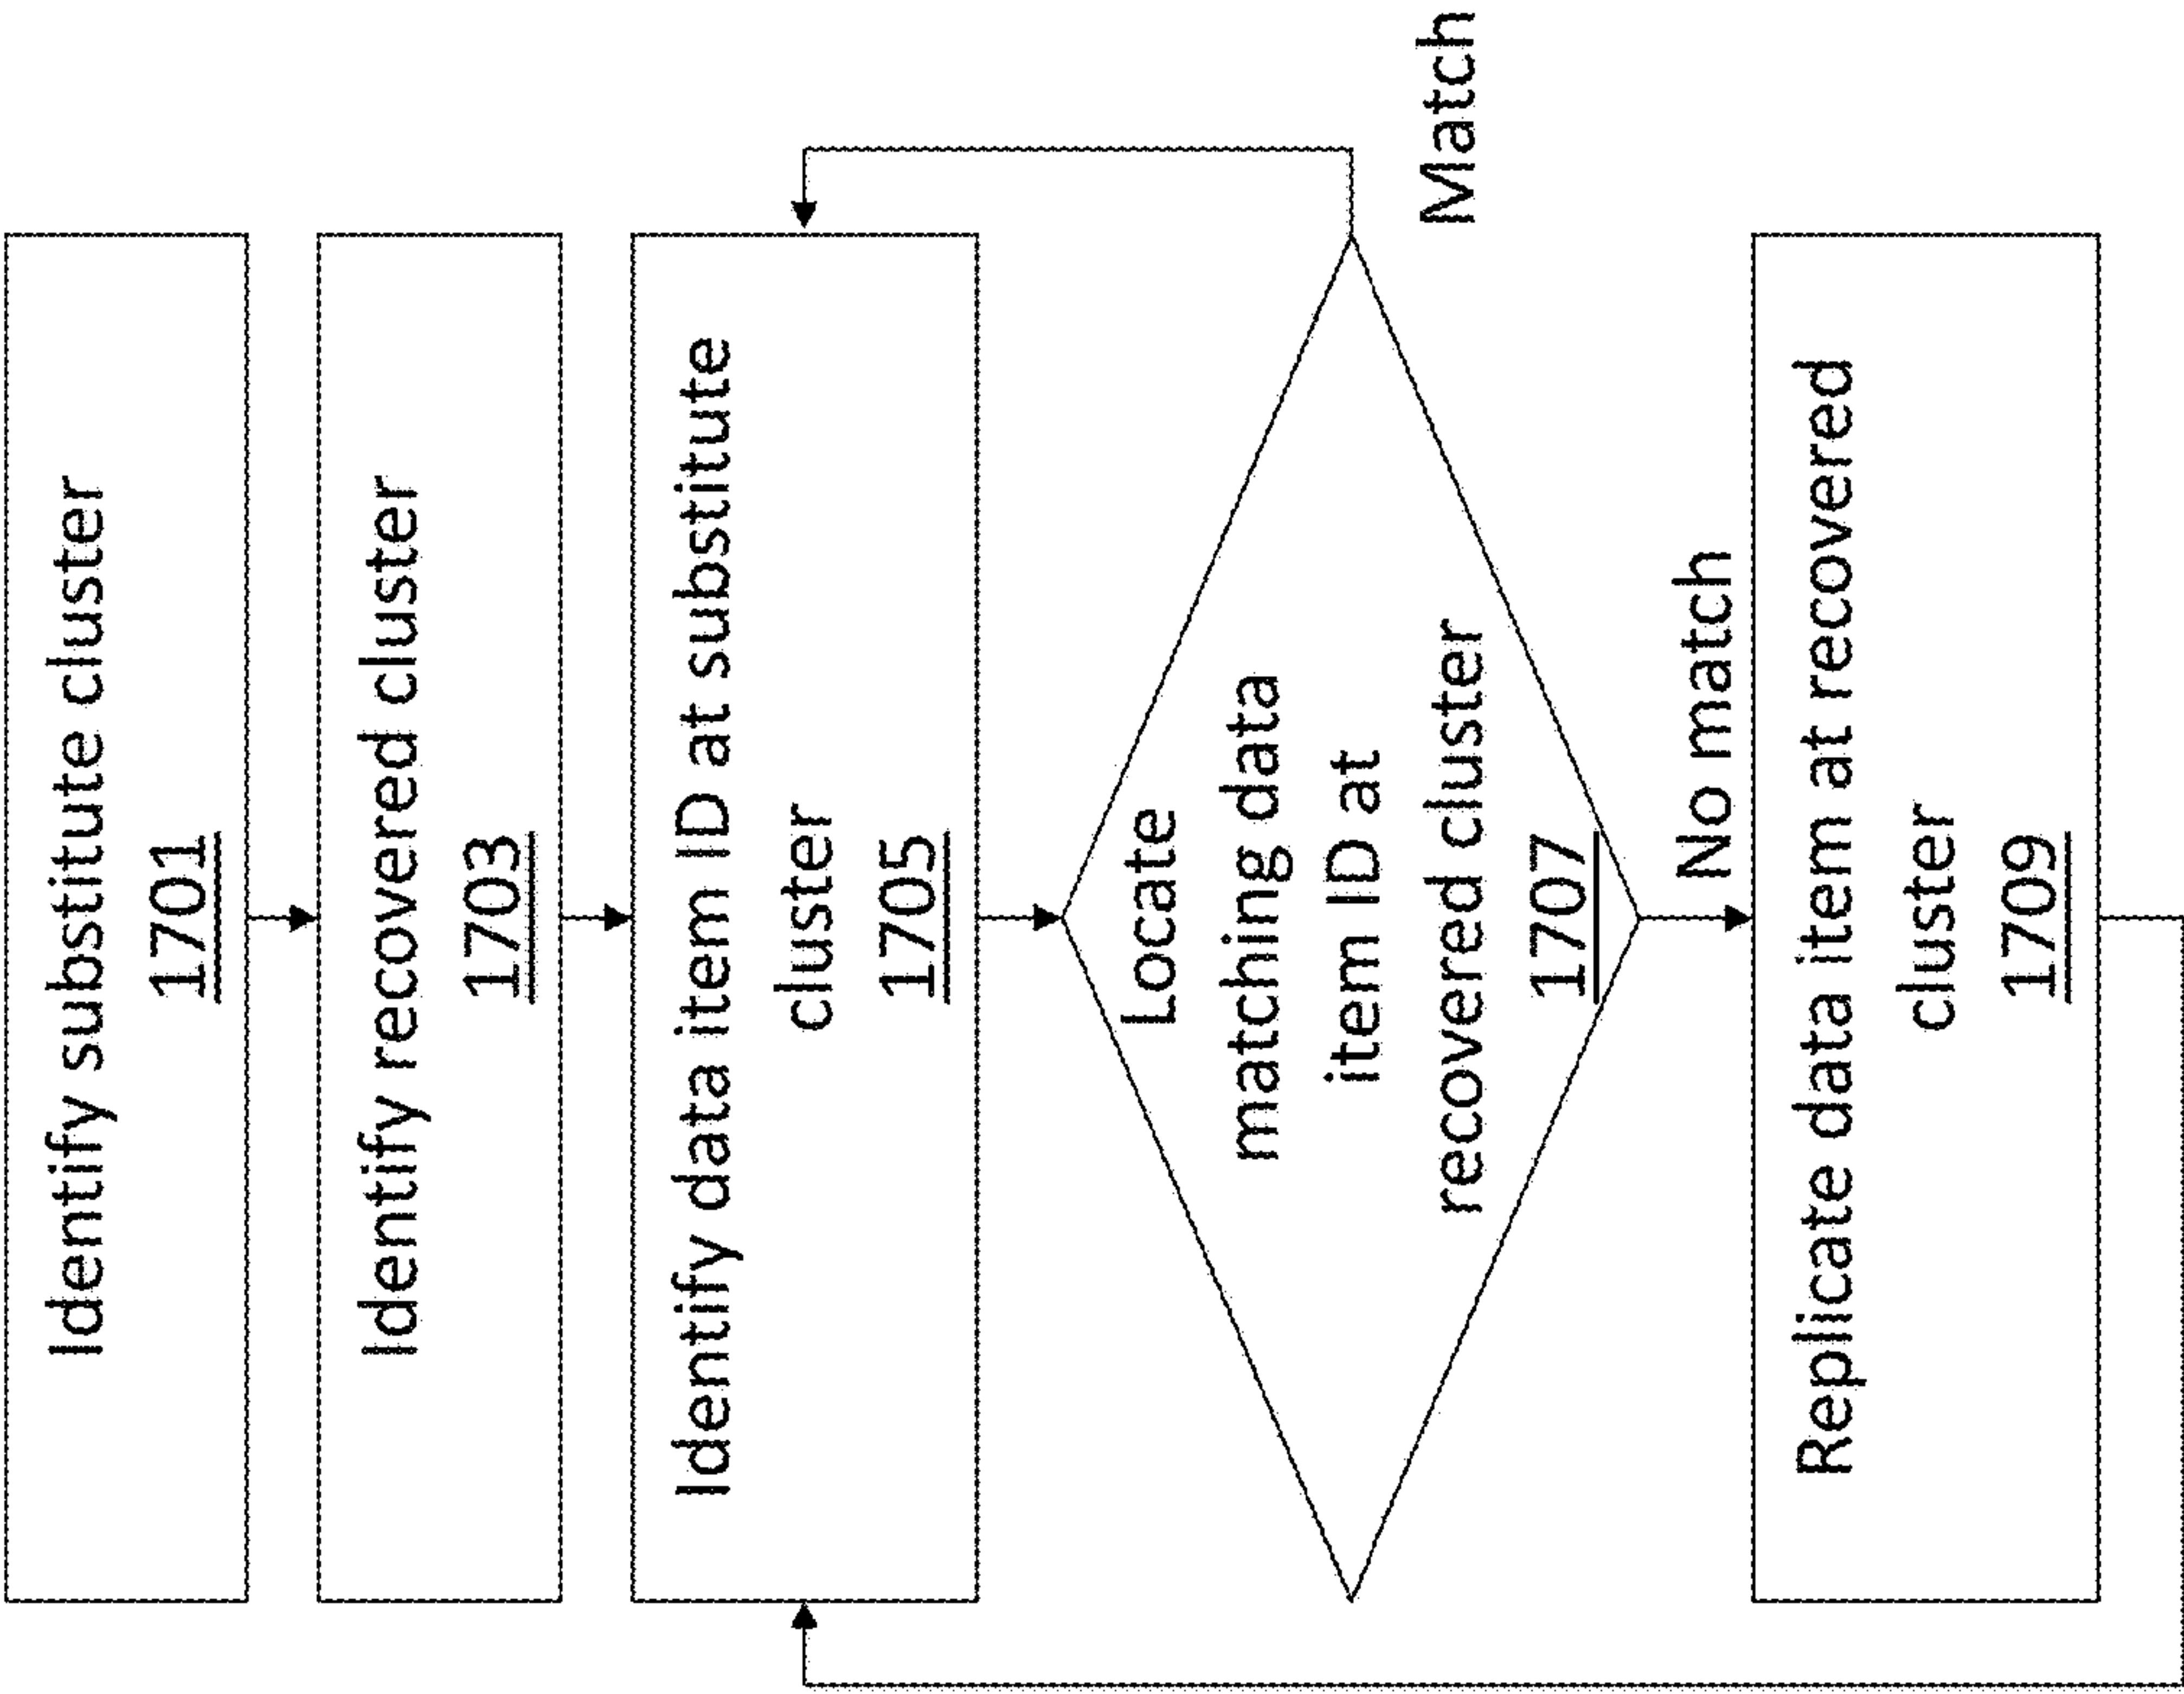 Identify substitute cluster
1701
Identify recovered cluster
1703
Identify data item ID at substitute
cluster
1705
Locate
matching data
item ID at
recovered cluster
1707
Match
No match
Replicate data item at recovered
cluster
1709